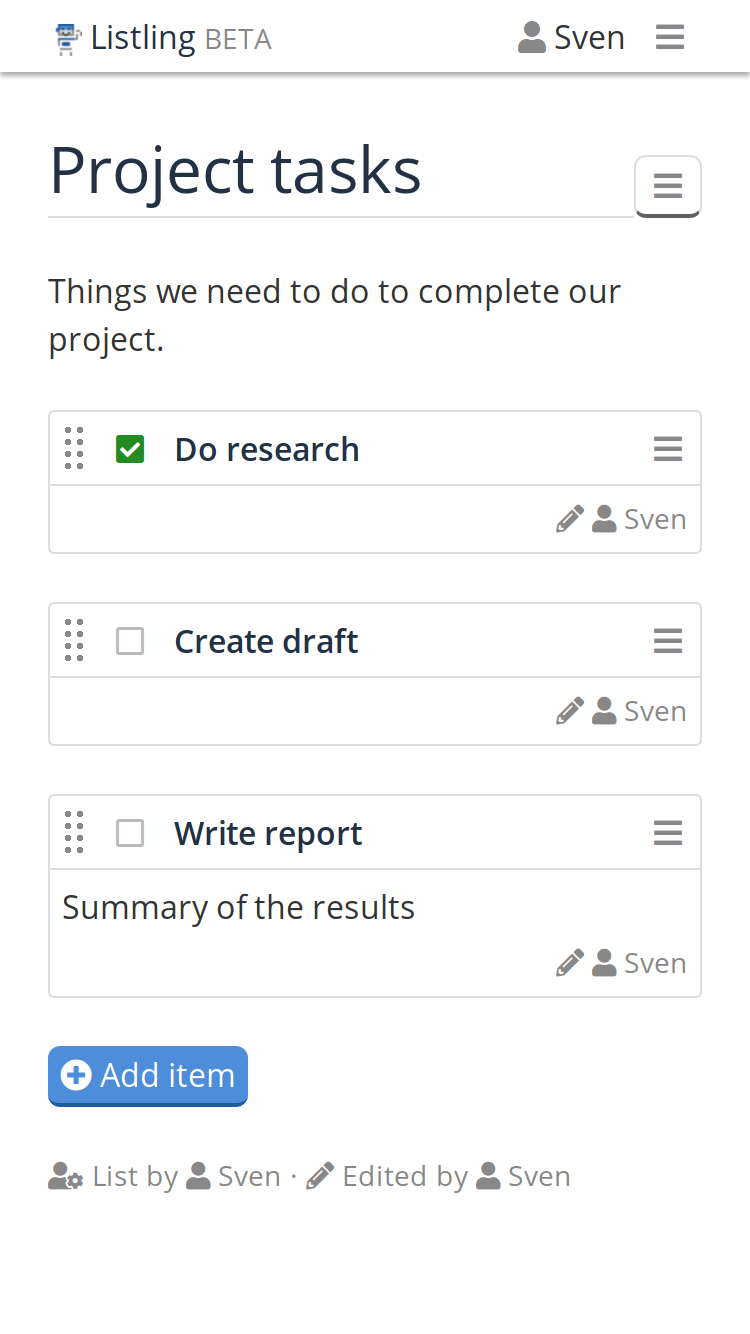 Listling BETA Sven
Project tasks
Things we need to do to complete our
project.
Do research
Sven
Create draft
Sven
Write report
Summary of the results
Sven
Add item
List by Sven · Edited by Sven